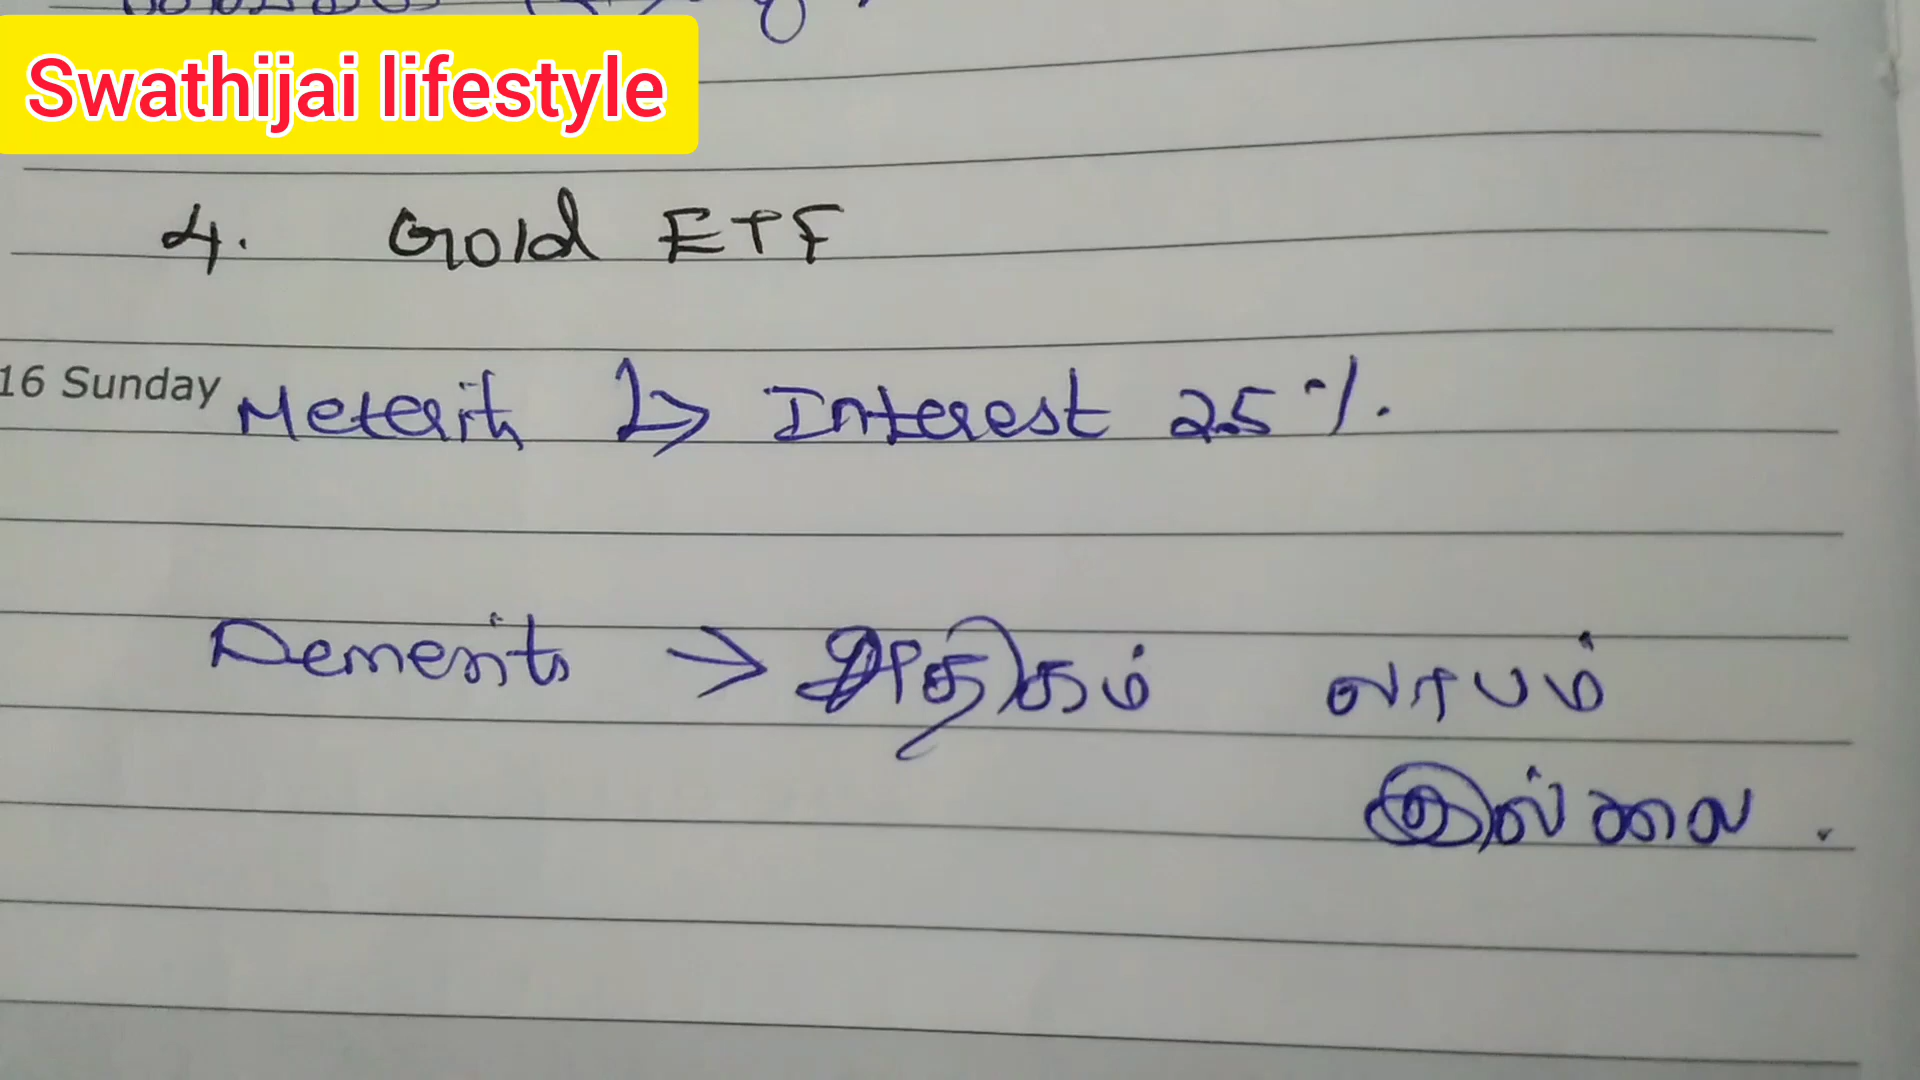 Swathijai lifestyle
4. Gold ETF
16 Sunday
Meterit → Interest 2.5 %.
Demerits → அதிகம் லாபம்
இல்லை.